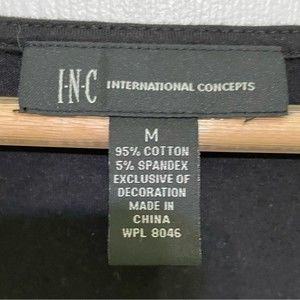 I·N·C INTERNATIONAL CONCEPTS
M
95% COTTON
5% SPANDEX
EXCLUSIVE OF
DECORATION
MADE IN
CHINA
WPL 8046